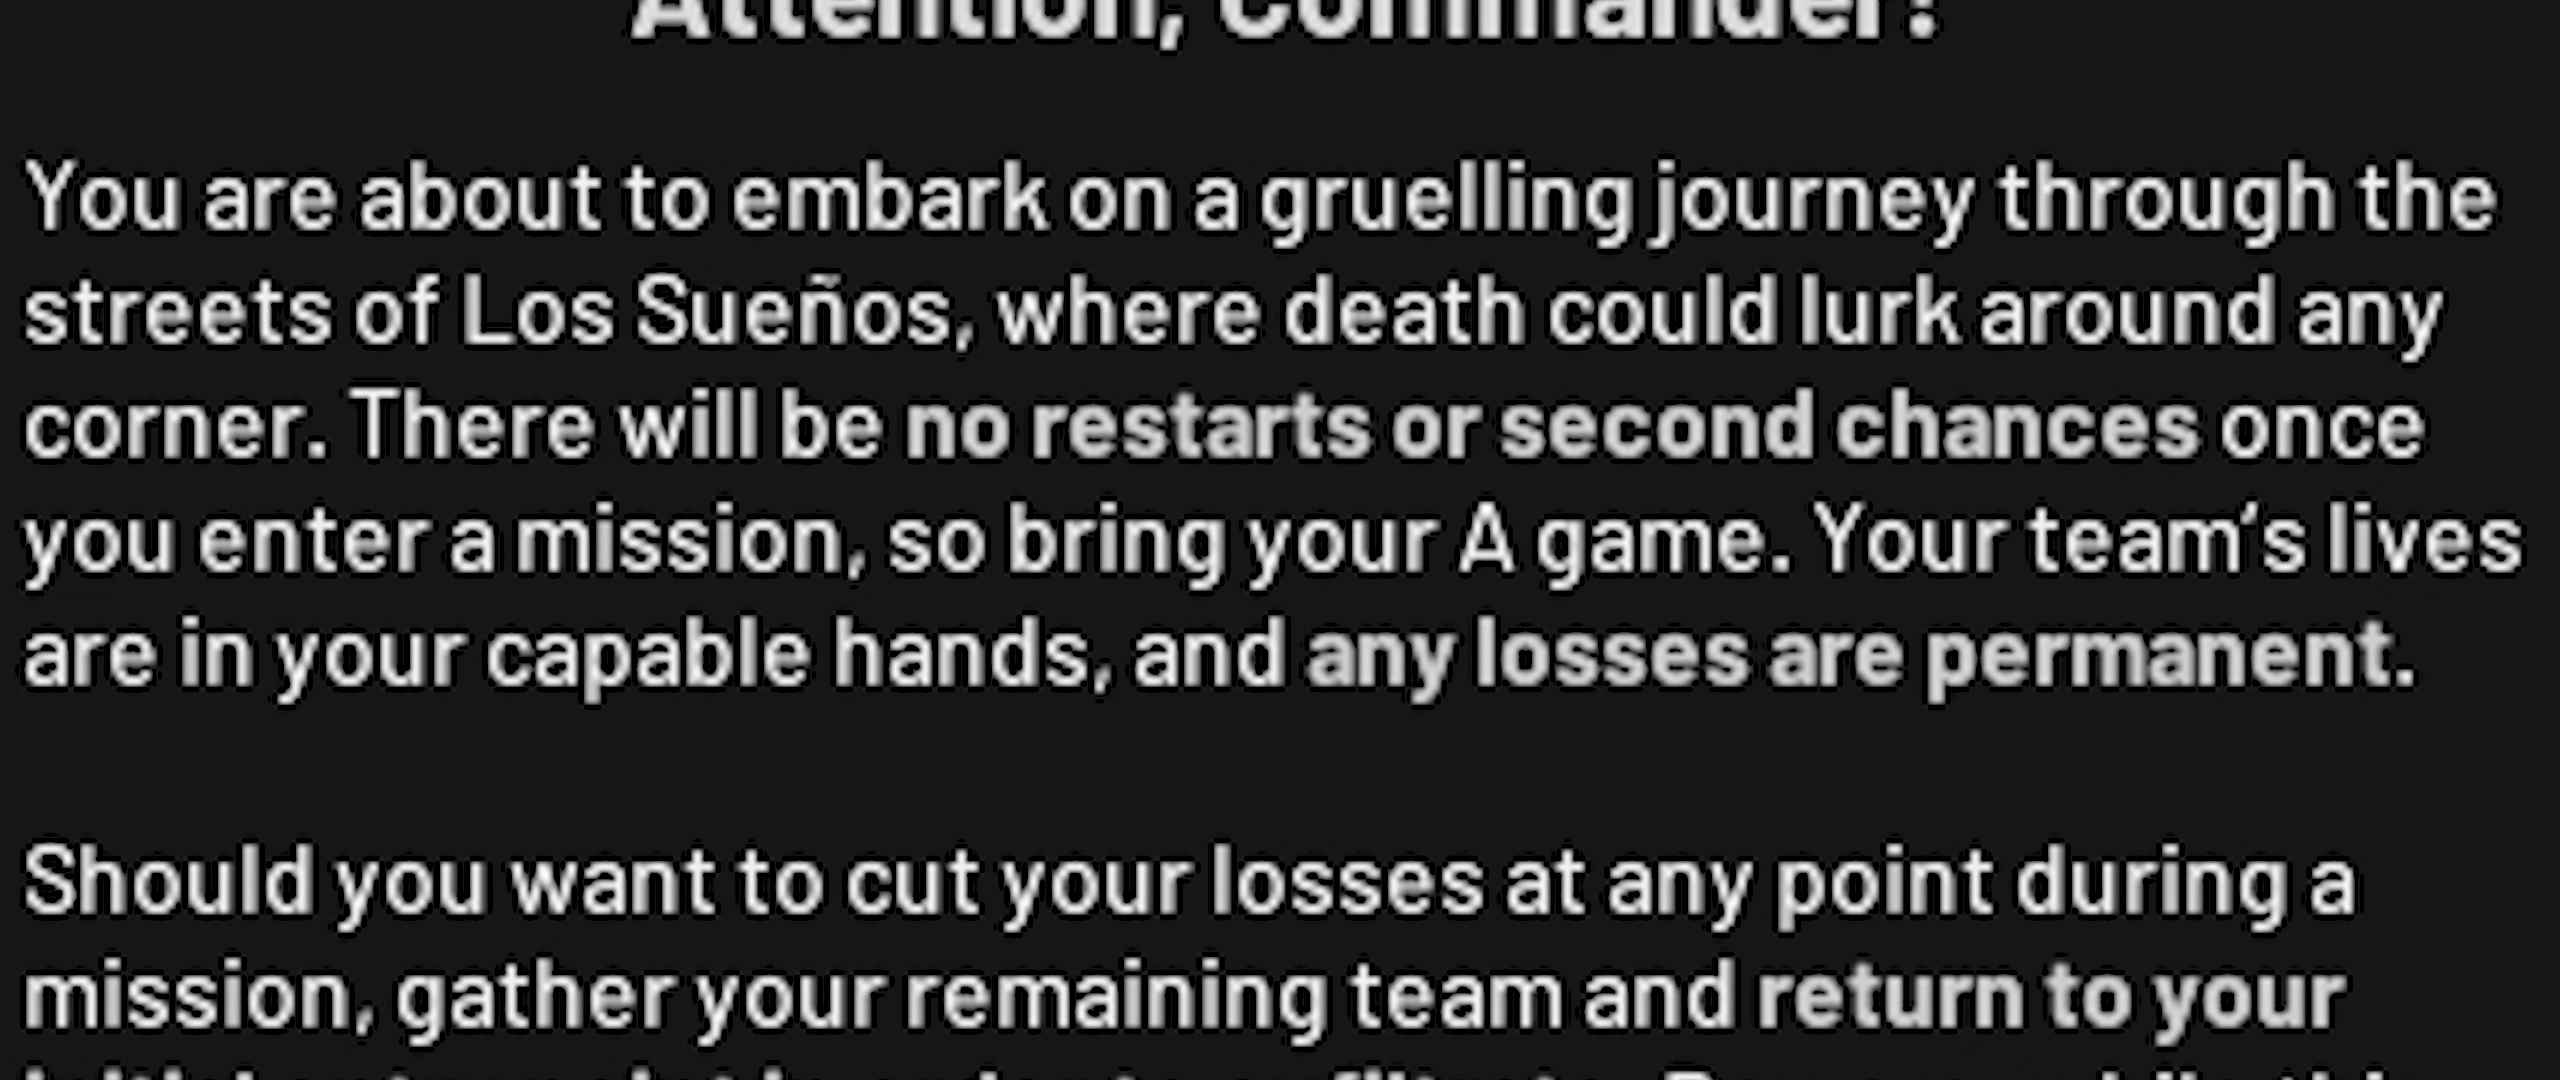 Attention, Commander!
You are about to embark on a gruelling journey through the
streets of Los Sueños, where death could lurk around any
corner. There will be no restarts or second chances once
you enter a mission, so bring your A game. Your team's lives
are in your capable hands, and any losses are permanent.
Should you want to cut your losses at any point during a
mission, gather your remaining team and return to your